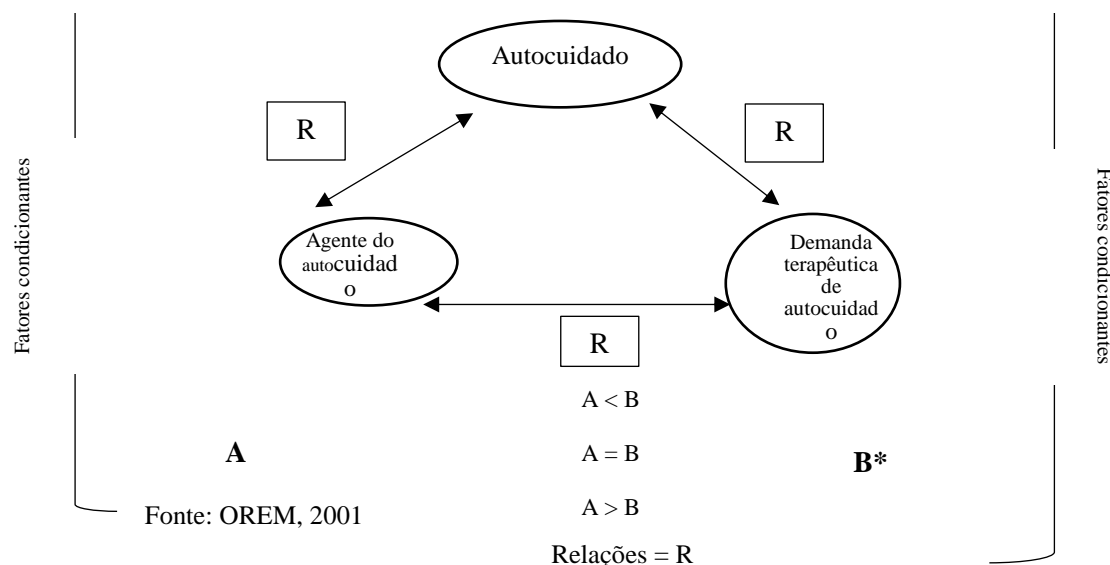 Autocuidado
R
R
Fatores condicionantes
Fatores condicionantes
Agente do
autocuidad
o
Demanda
terapêutica
de
autocuidad
o
R
A < B
A
A = B
B*
A > B
Fonte: OREM, 2001
Relações = R